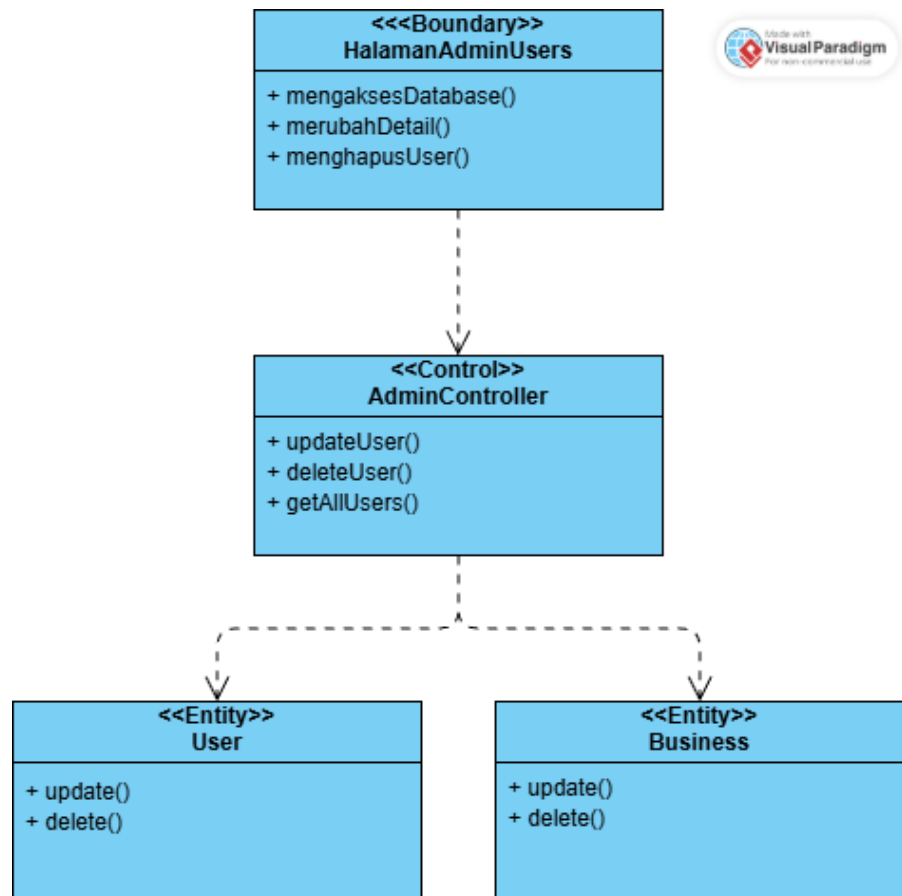 <<<Boundary>>
HalamanAdminUsers
+ mengaksesDatabase()
+ merubahDetail()
+ menghapusUser()
Made with
Visual Paradigm
For non-commercial use
<<Control>>
AdminController
+ updateUser()
+ deleteUser()
+ getAllUsers()
<<Entity>>
User
+ update()
+ delete()
<<Entity>>
Business
+ update()
+ delete()